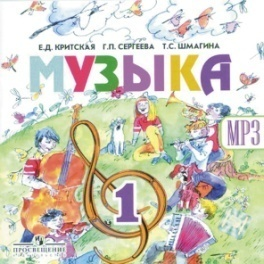 Е.Д. КРИТСКАЯ Г.П. СЕРГЕЕВА Т.С. ШМАГИНА
МУЗЫКА
MP3
1
ПРОСВЕЩЕНИЕ